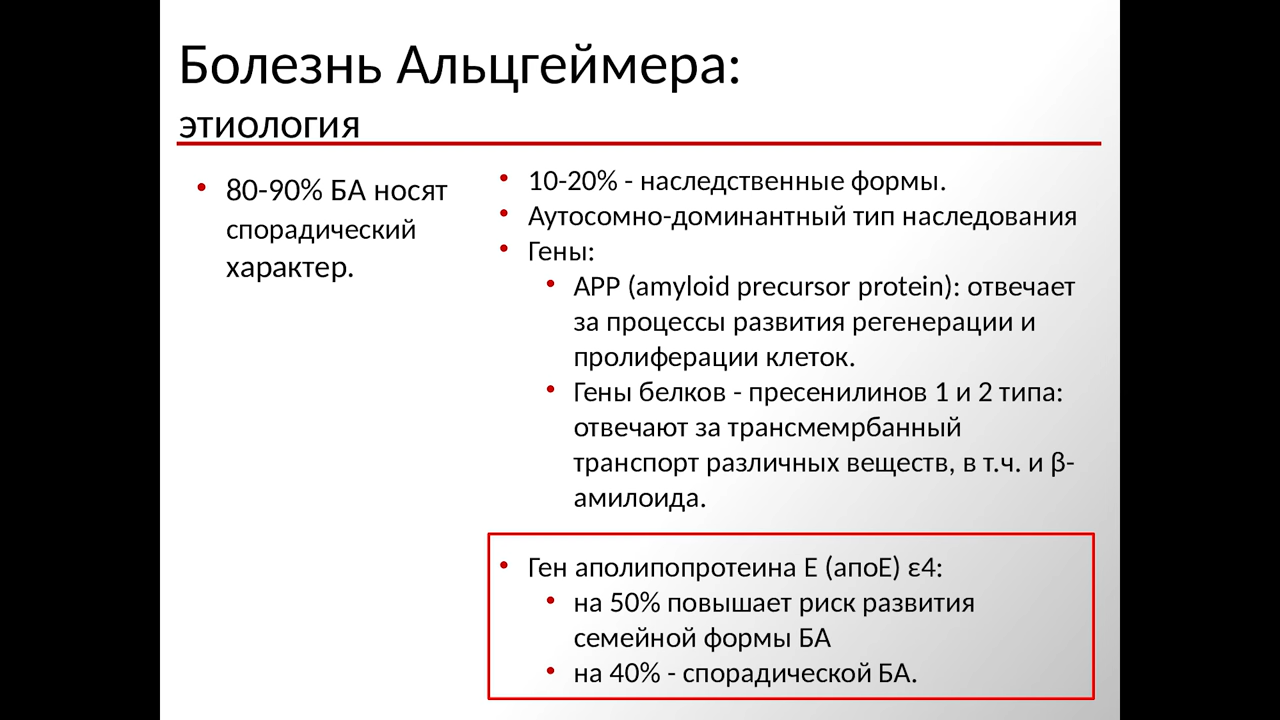 Болезнь Альцгеймера:
этиология
• 80-90% БА носят
спорадический
характер.
• 10-20% - наследственные формы.
• Аутосомно-доминантный тип наследования
• Гены:
• APP (amyloid precursor protein): отвечает
за процессы развития регенерации и
пролиферации клеток.
• Гены белков - пресенилинов 1 и 2 типа:
отвечают за трансмемрбанный
транспорт различных веществ, в т.ч. и β-
амилоида.
• Ген аполипопротеина Е (апоЕ) ε4:
• на 50% повышает риск развития
семейной формы БА
• на 40% - спорадической БА.